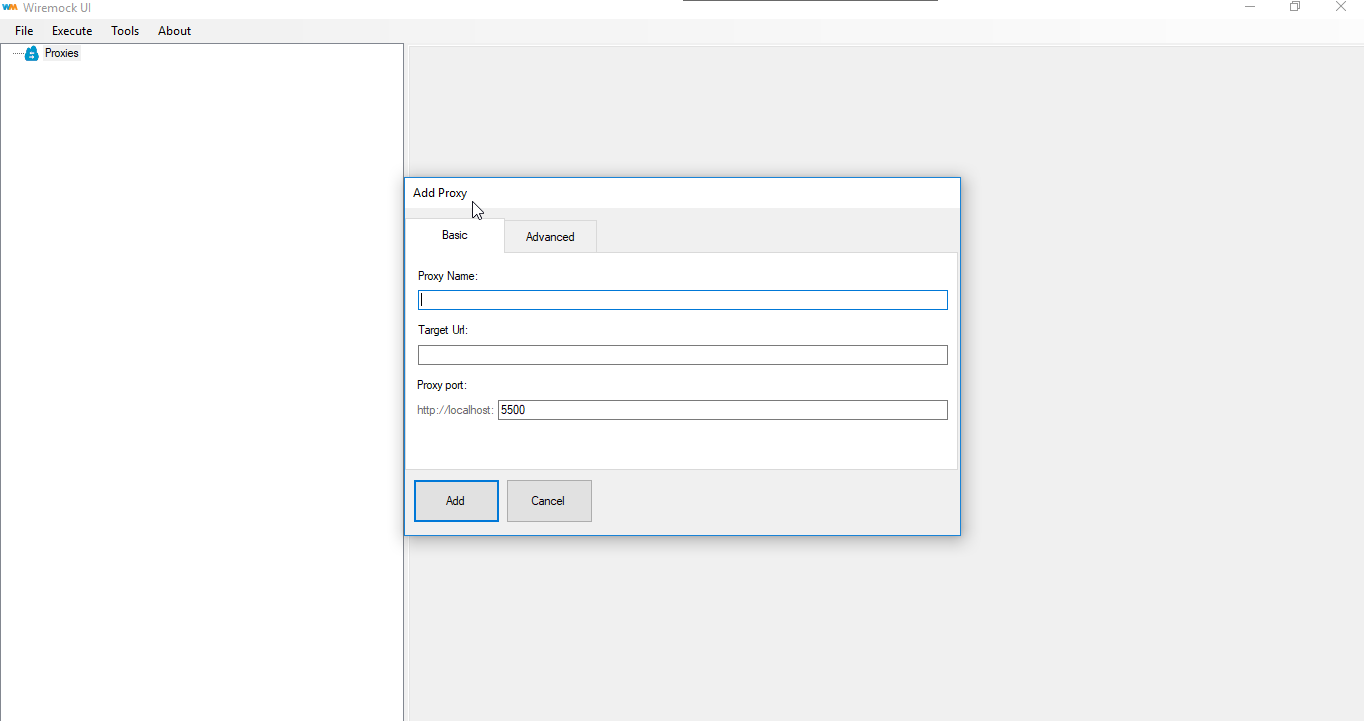 WM Wiremock UI
File Execute Tools About
Proxies
Add Proxy
Basic Advanced
Proxy Name:
Target Url:
Proxy port:
http://localhost: 5500
Add Cancel